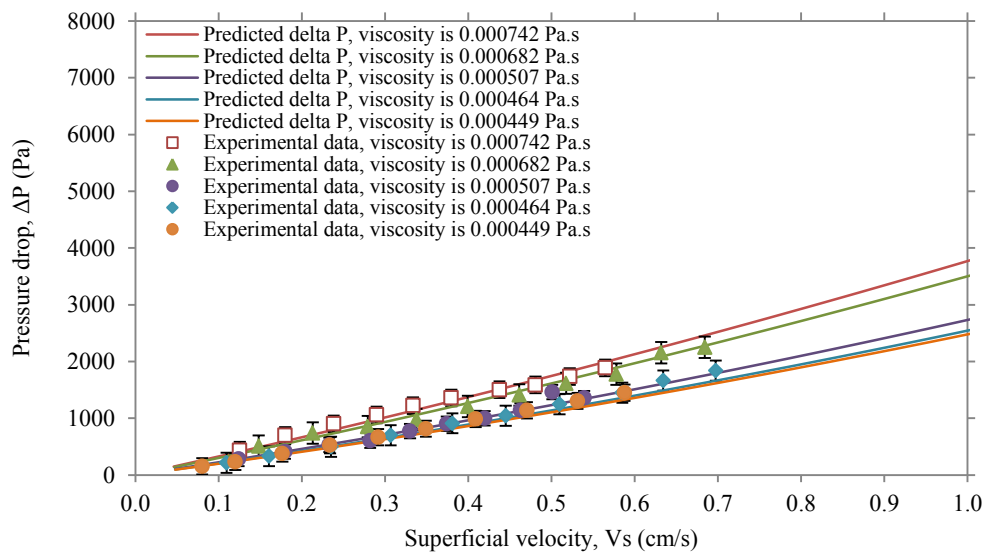 8000
7000
6000
5000
4000
3000
2000
1000
0
Pressure drop, ΔP (Pa)
Predicted delta P, viscosity is 0.000742 Pa.s
Predicted delta P, viscosity is 0.000682 Pa.s
Predicted delta P, viscosity is 0.000507 Pa.s
Predicted delta P, viscosity is 0.000464 Pa.s
Predicted delta P, viscosity is 0.000449 Pa.s
Experimental data, viscosity is 0.000742 Pa.s
Experimental data, viscosity is 0.000682 Pa.s
Experimental data, viscosity is 0.000507 Pa.s
Experimental data, viscosity is 0.000464 Pa.s
Experimental data, viscosity is 0.000449 Pa.s
0.0 0.1 0.2 0.3 0.4 0.5 0.6 0.7 0.8 0.9 1.0
Superficial velocity, Vs (cm/s)